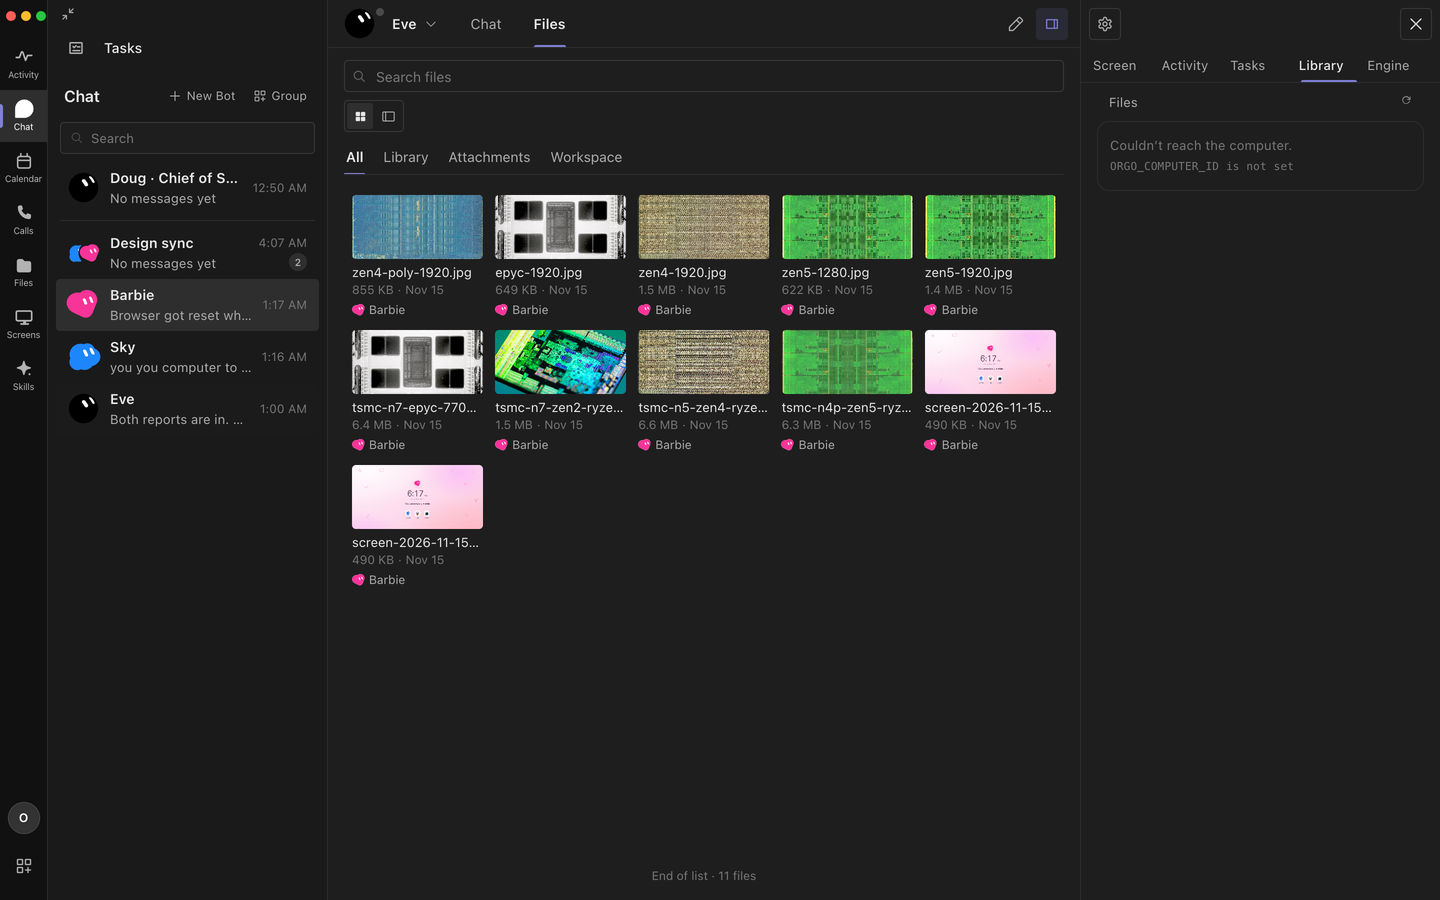 Tasks
Activity
Chat
Calendar
Calls
Files
Screens
Skills
O
Chat
New Bot
Group
Search
Doug · Chief of S...
12:50 AM
No messages yet
Design sync
4:07 AM
No messages yet
2
Barbie
1:17 AM
Browser got reset wh...
Sky
1:16 AM
you you computer to ...
Eve
1:00 AM
Both reports are in. ...
Eve
Chat
Files
Search files
All
Library
Attachments
Workspace
zen4-poly-1920.jpg
855 KB · Nov 15
Barbie
epyc-1920.jpg
649 KB · Nov 15
Barbie
zen4-1920.jpg
1.5 MB · Nov 15
Barbie
zen5-1280.jpg
622 KB · Nov 15
Barbie
zen5-1920.jpg
1.4 MB · Nov 15
Barbie
tsmc-n7-epyc-770...
6.4 MB · Nov 15
Barbie
tsmc-n7-zen2-ryze...
1.5 MB · Nov 15
Barbie
tsmc-n5-zen4-ryze...
6.6 MB · Nov 15
Barbie
tsmc-n4p-zen5-ryz...
6.3 MB · Nov 15
Barbie
6:17
screen-2026-11-15...
490 KB · Nov 15
Barbie
6:17
screen-2026-11-15...
490 KB · Nov 15
Barbie
End of list · 11 files
Screen
Activity
Tasks
Library
Engine
Files
Couldn't reach the computer.
ORGO_COMPUTER_ID is not set